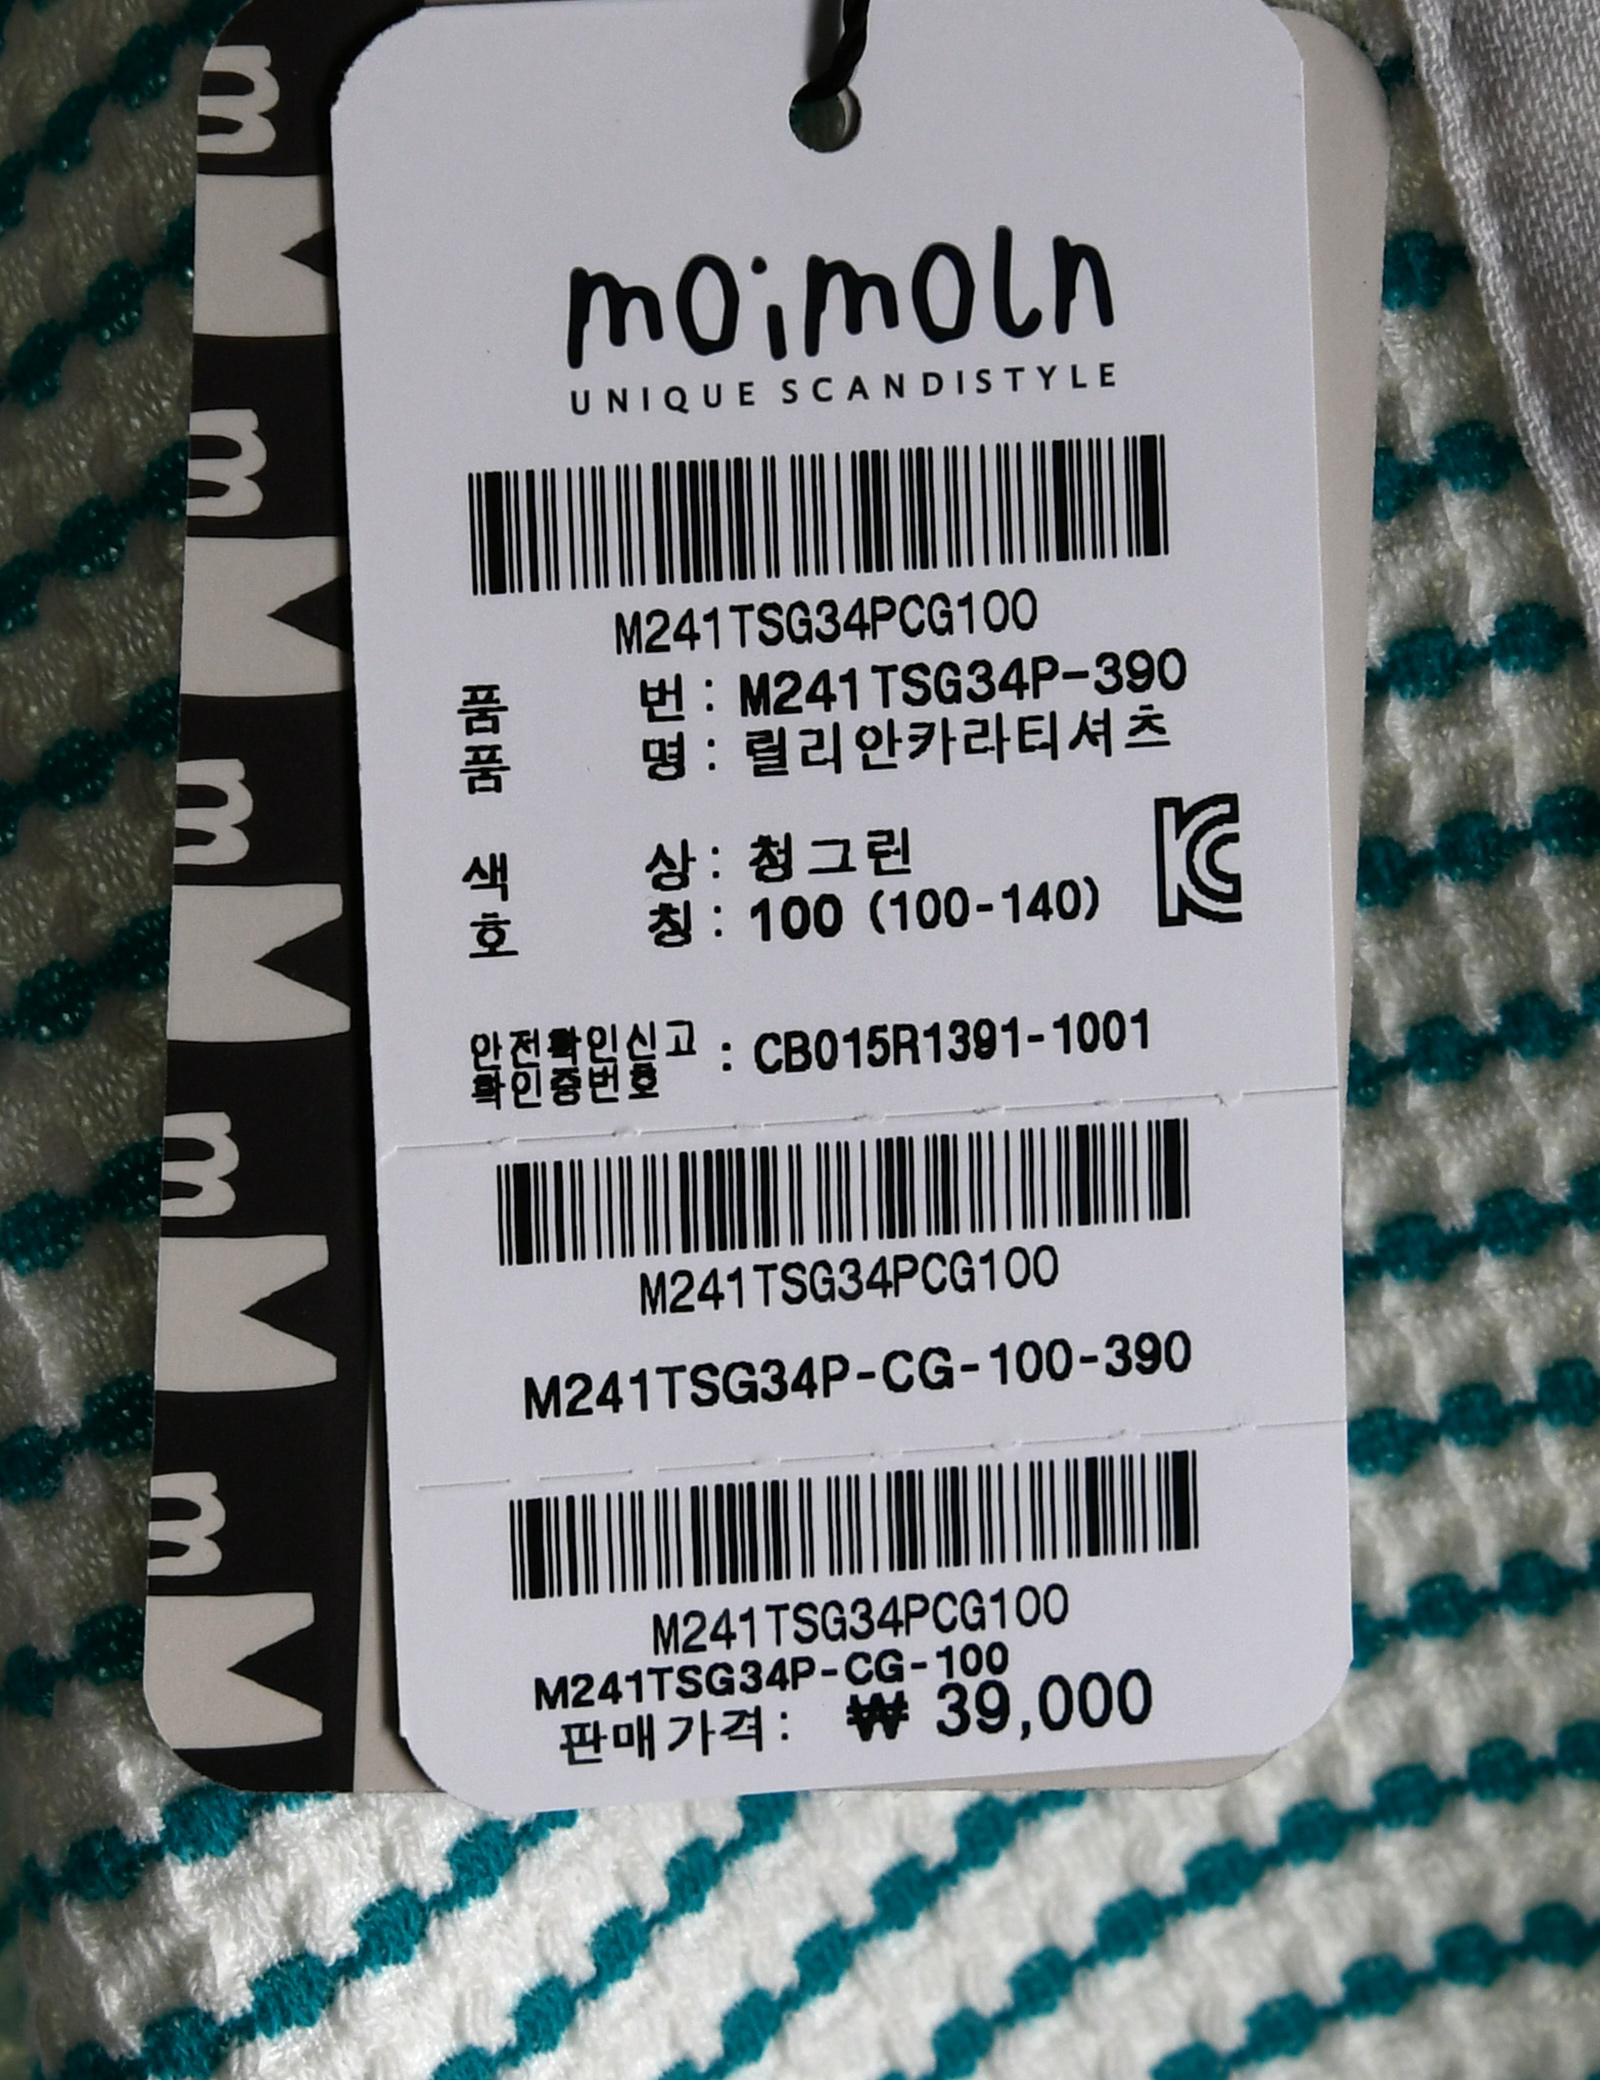 moimoln
UNIQUE SCANDISTYLE
M241TSG34PCG100
품 번 : M241TSG34P-390
품 명 : 릴리안카라티셔츠
색 상 : 청그린
호 칭 : 100 (100-140)
안전확인신고
확인증번호 : CB015R1391-1001
M241TSG34PCG100
M241TSG34P-CG-100-390
M241TSG34PCG100
M241TSG34P-CG-100
판매가격: ₩ 39,000